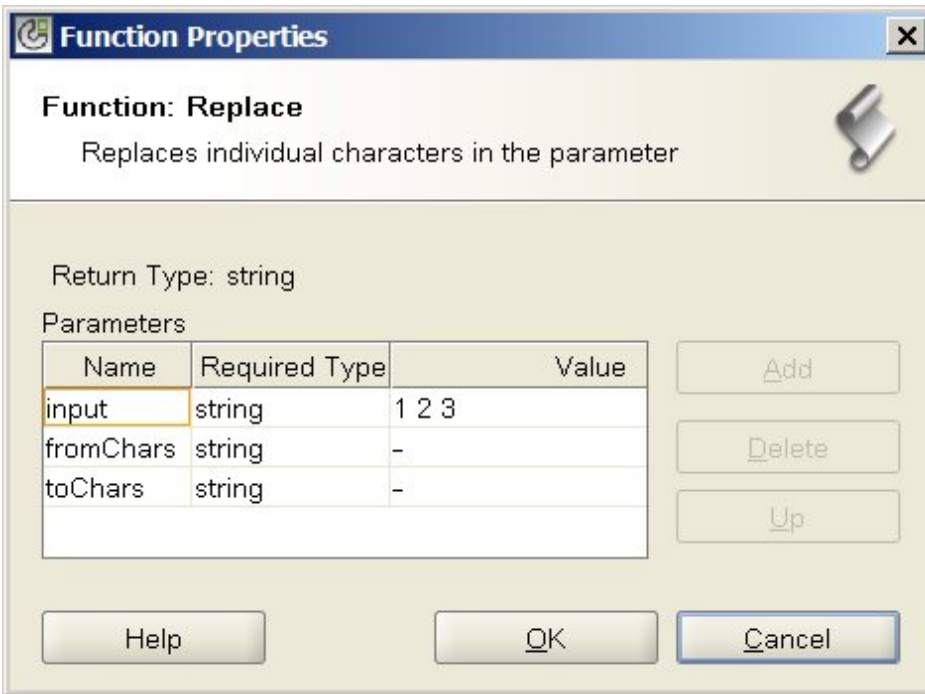 Function Properties
Function: Replace
Replaces individual characters in the parameter
Return Type: string
Parameters
Name Required Type Value
input string 1 2 3
fromChars string -
toChars string -
Add
Delete
Up
Help OK Cancel